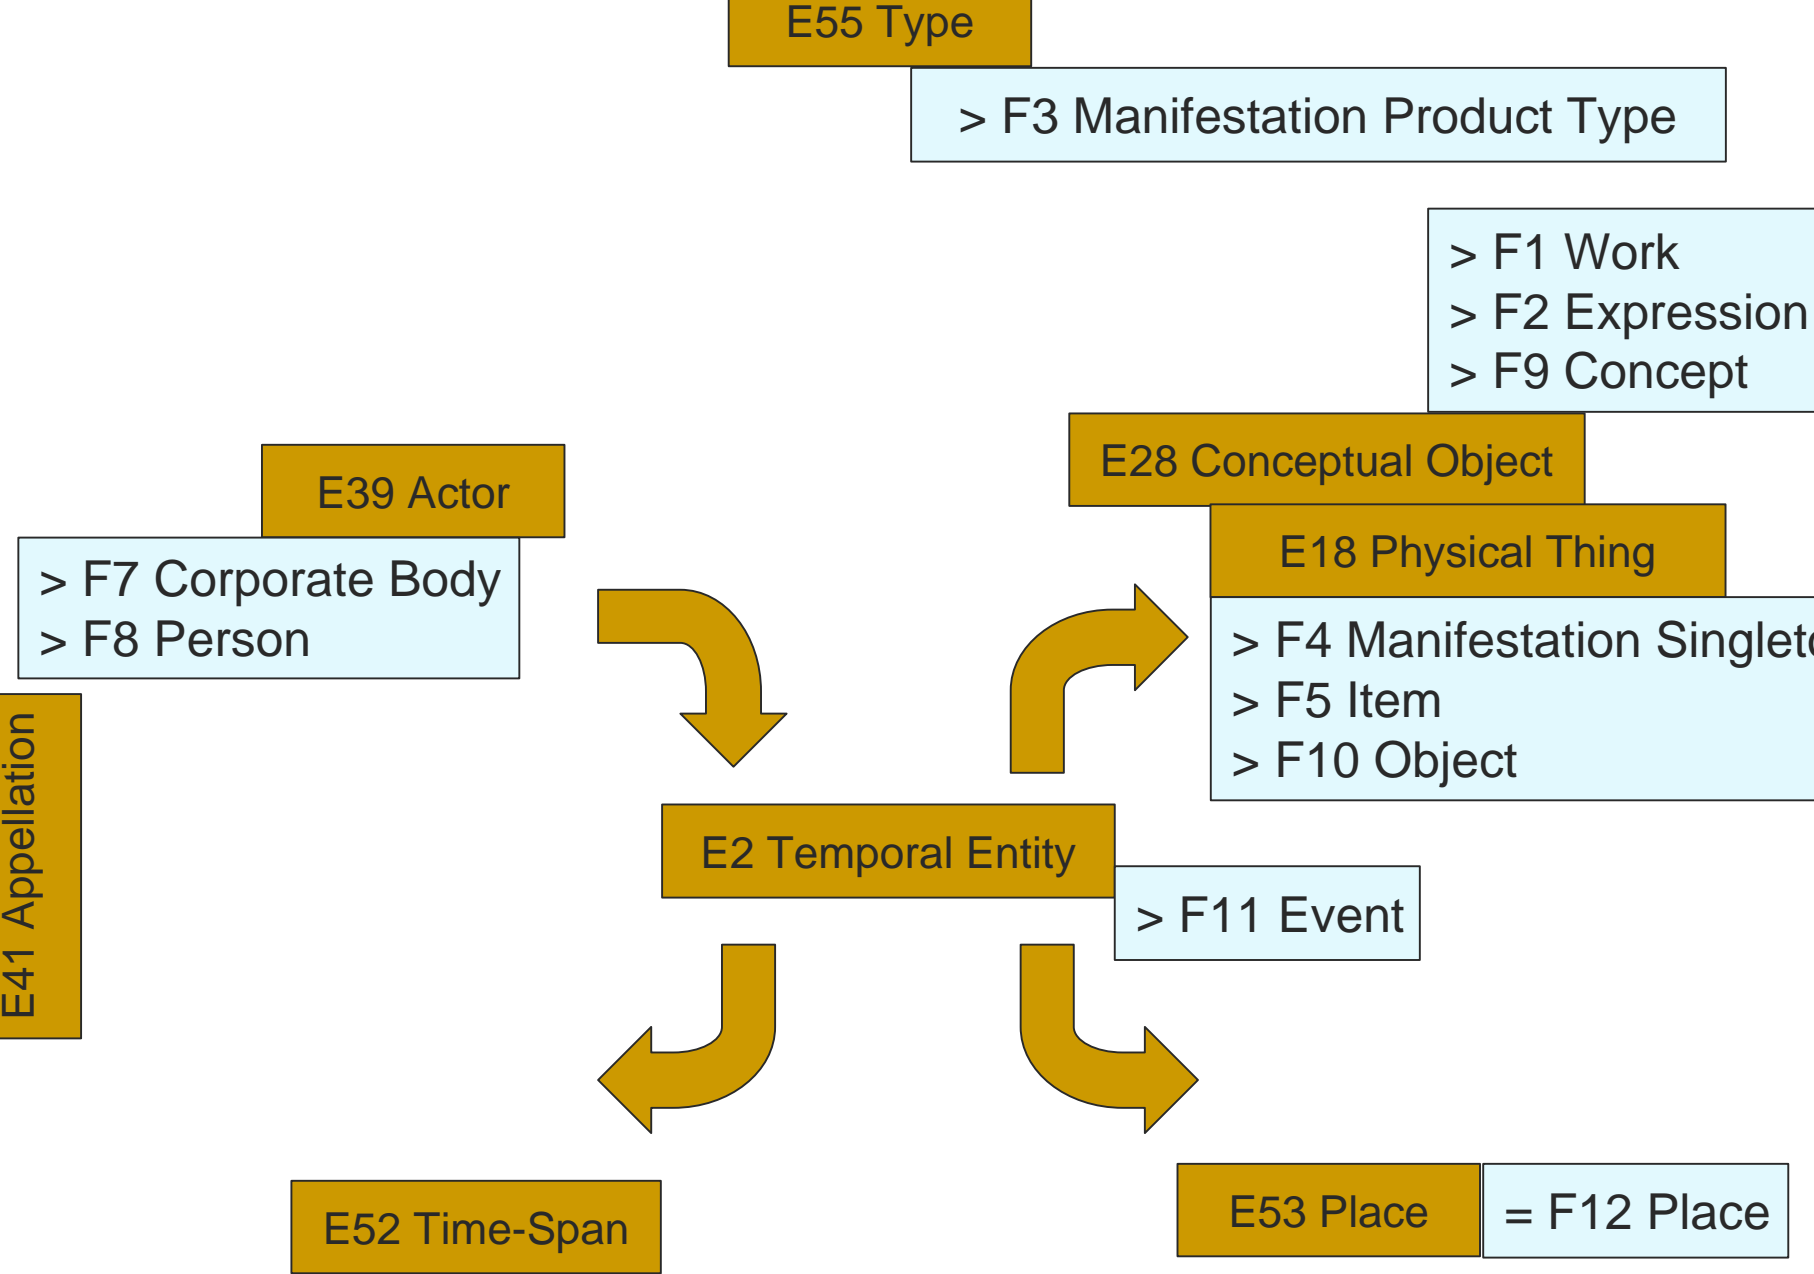 E55 Type
> F3 Manifestation Product Type
> F1 Work
> F2 Expression
> F9 Concept
E28 Conceptual Object
E39 Actor
E18 Physical Thing
> F7 Corporate Body
> F8 Person
> F4 Manifestation
> F5 Item
> F10 Object
E41 Appellation
E2 Temporal Entity
> F11 Event
E52 Time-Span
E53 Place
= F12 Place